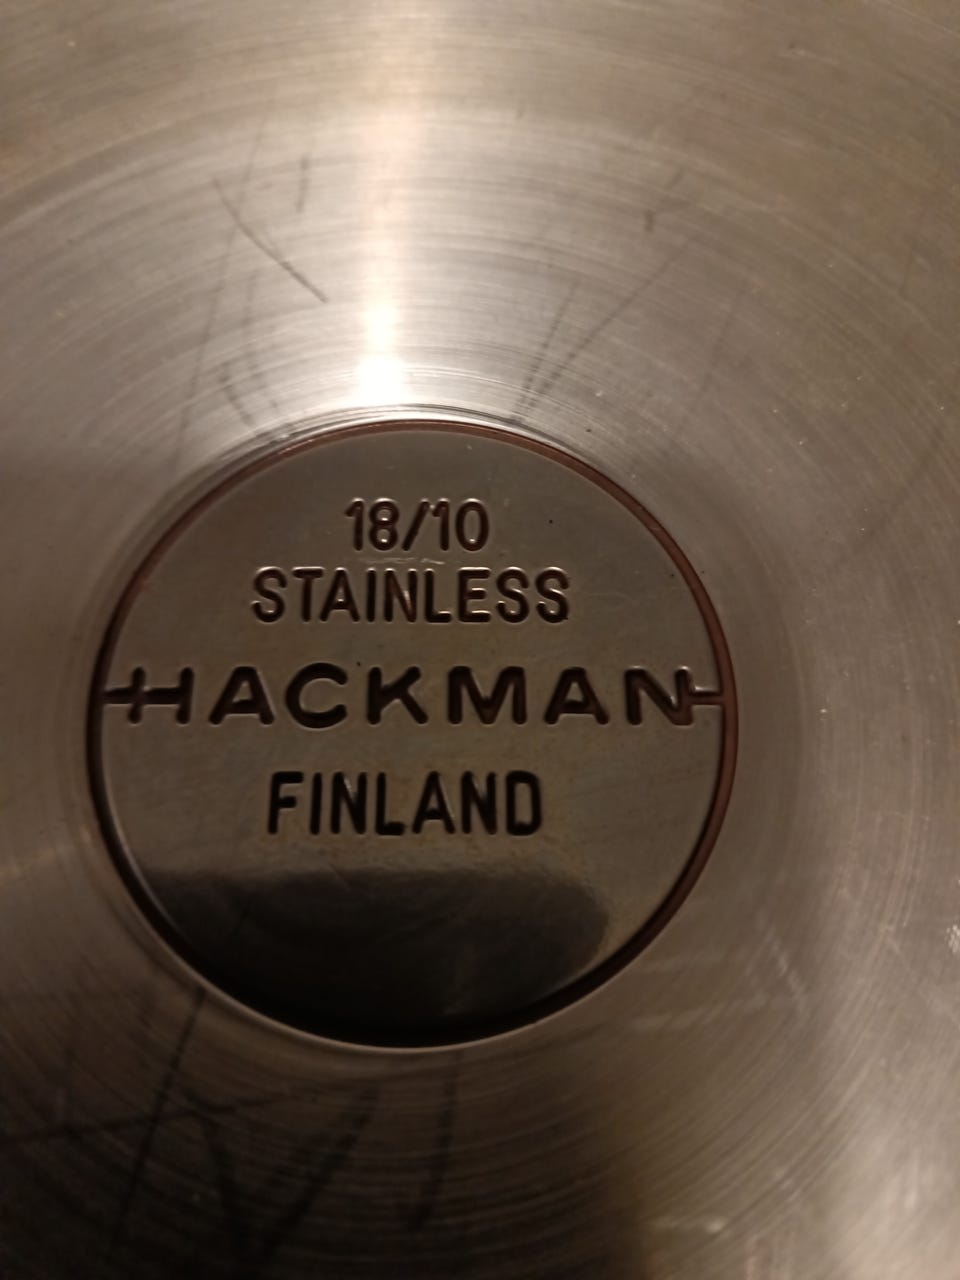 18/10
STAINLESS
HACKMAN
FINLAND